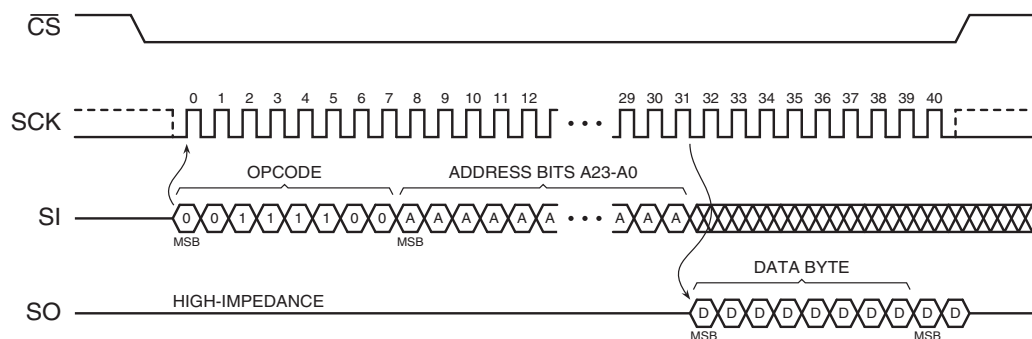 CS
0 1 2 3 4 5 6 7 8 9 10 11 12 29 30 31 32 33 34 35 36 37 38 39 40
SCK
OPCODE ADDRESS BITS A23-A0
SI 0 0 1 1 1 1 0 0 A A A A A A A A A
MSB MSB
DATA BYTE
HIGH-IMPEDANCE
SO D D D D D D D D D D
MSB MSB